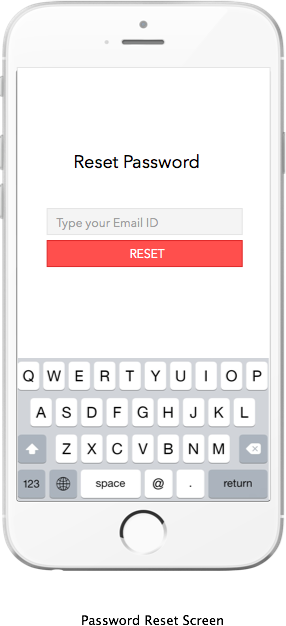 Reset Password
Type your Email ID
RESET
Q W E R T Y U I O P
A S D F G H J K L
Z X C V B N M
123 space @ . return
Password Reset Screen